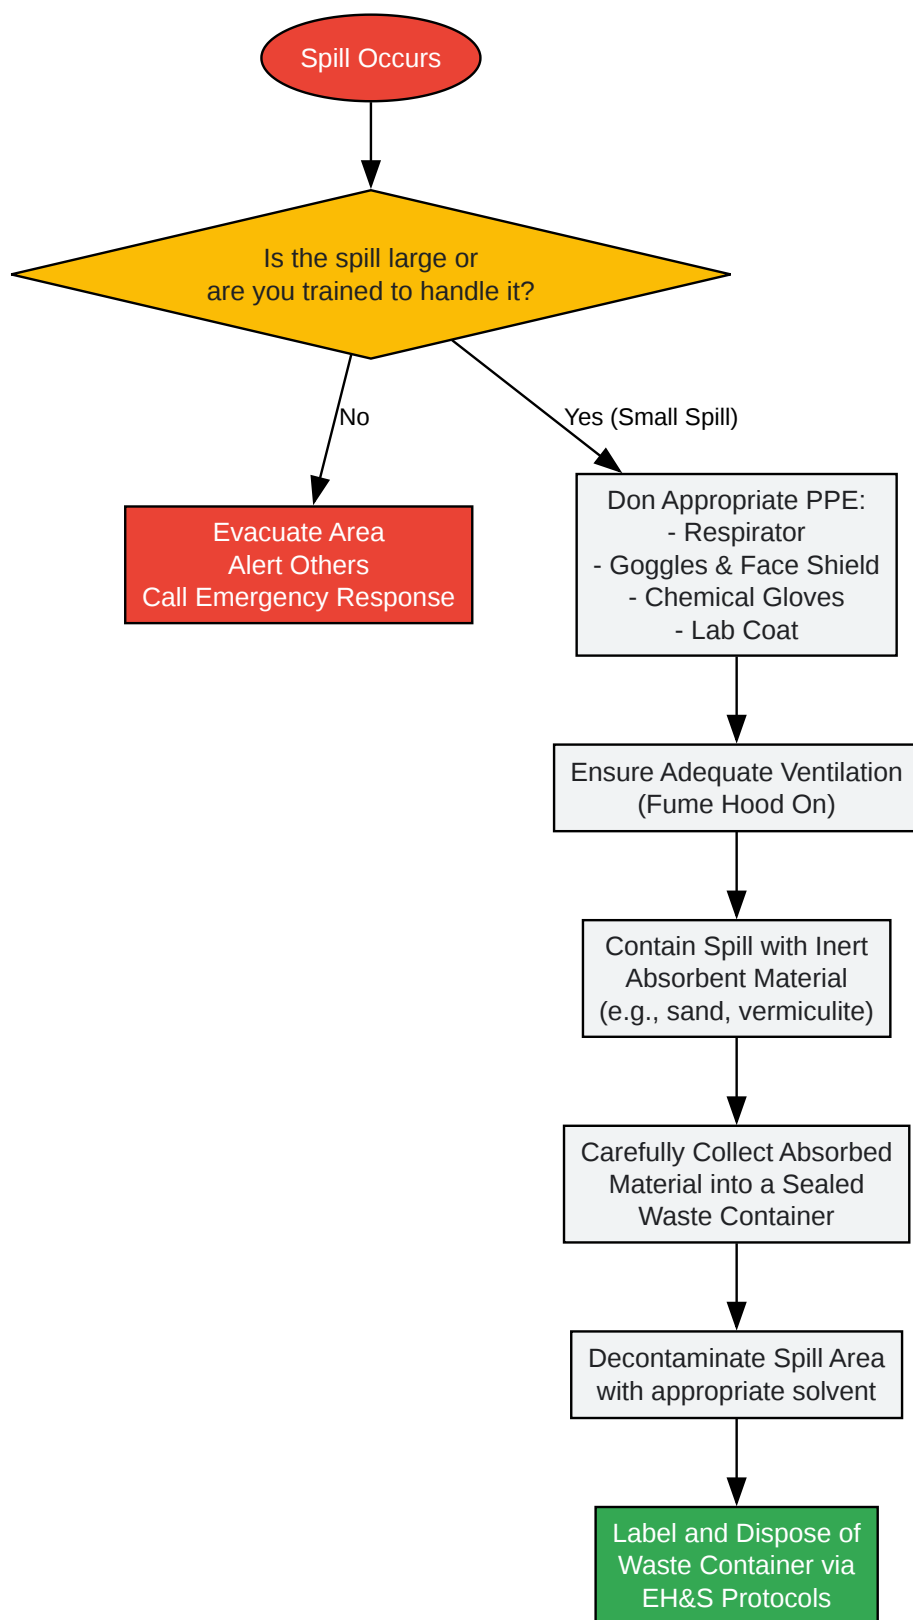 Spill Occurs
Is the spill large or
are you trained to handle it?
No
Yes (Small Spill)
Evacuate Area
Alert Others
Call Emergency Response
Don Appropriate PPE:
- Respirator
- Goggles & Face Shield
- Chemical Gloves
- Lab Coat
Ensure Adequate Ventilation
(Fume Hood On)
Contain Spill with Inert
Absorbent Material
(e.g., sand, vermiculite)
Carefully Collect Absorbed
Material into a Sealed
Waste Container
Decontaminate Spill Area
with appropriate solvent
Label and Dispose of
Waste Container via
EH&S Protocols